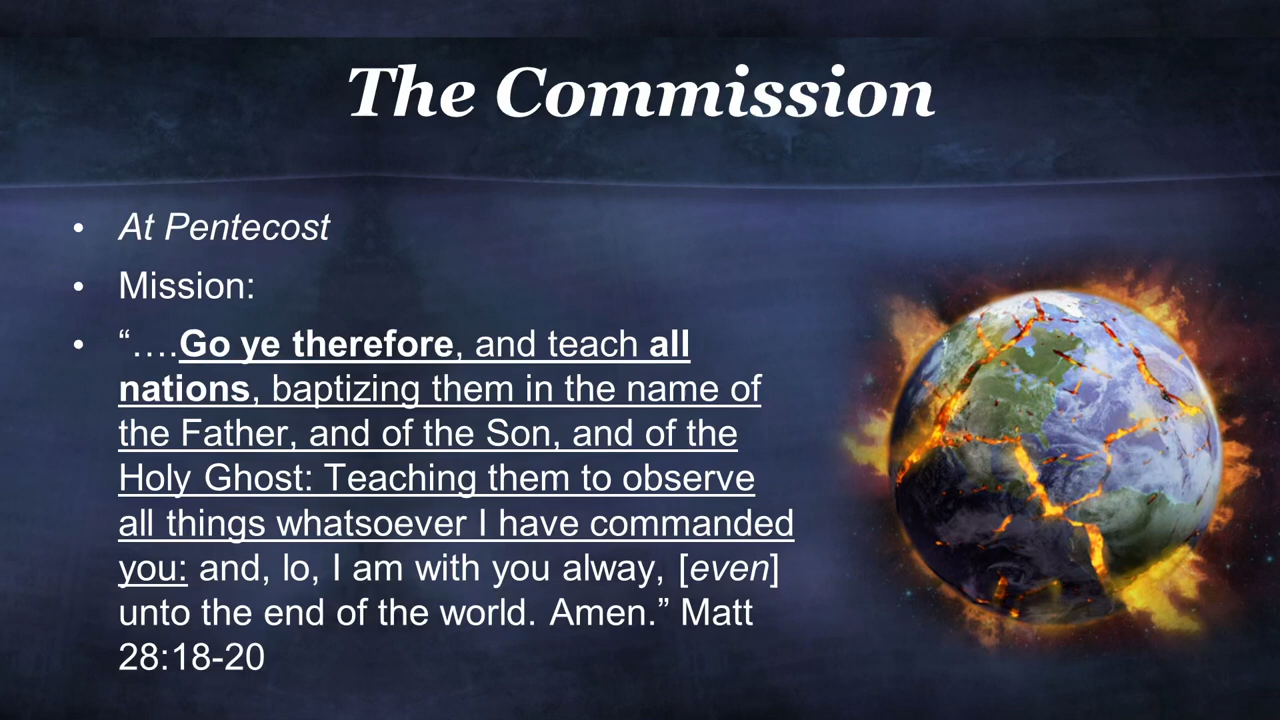 The Commission
• At Pentecost
• Mission:
• “….Go ye therefore, and teach all
nations, baptizing them in the name of
the Father, and of the Son, and of the
Holy Ghost: Teaching them to observe
all things whatsoever I have commanded
you: and, lo, I am with you alway, [even]
unto the end of the world. Amen.” Matt
28:18-20